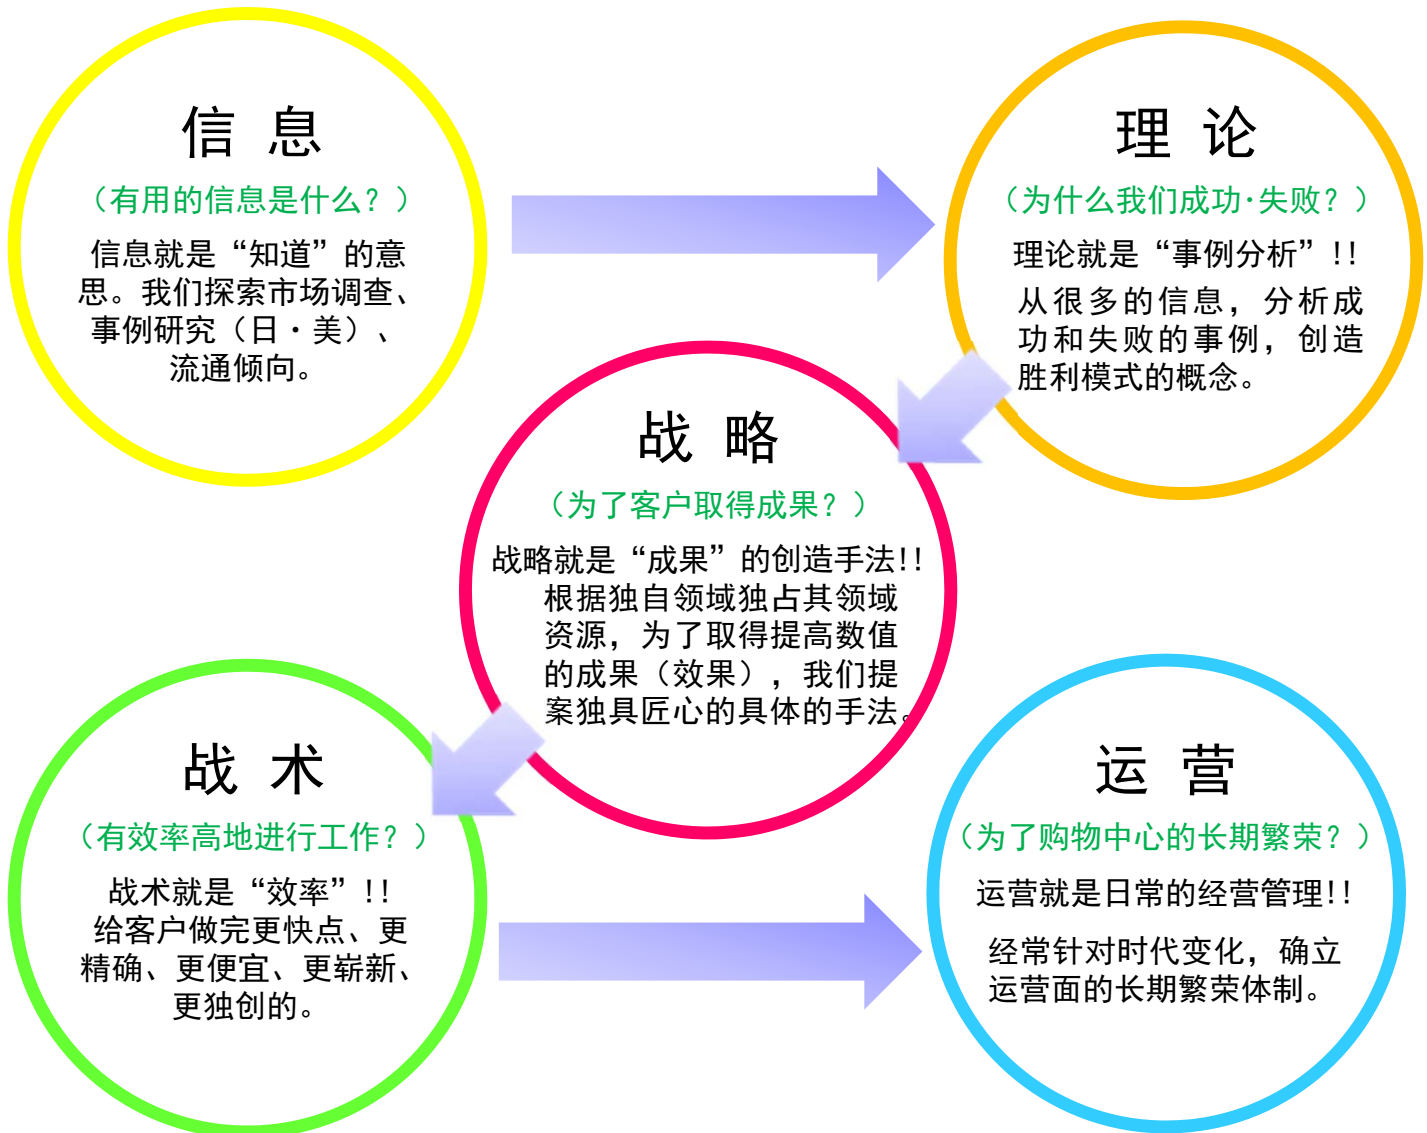 信 息
（有用的信息是什么？）
信息就是“知道”的意
思。我们探索市场调查、
事例研究（日・美）、
流通倾向。
理 论
（为什么我们成功·失败？）
理论就是“事例分析”!!
从很多的信息，分析成
功和失败的事例，创造
胜利模式的概念。
战 略
（为了客户取得成果？）
战略就是“成果”的创造手法!!
根据独自领域独占其领域
资源，为了取得提高数值
的成果（效果），我们提
案独具匠心的具体的手法。
战 术
（有效率高地进行工作？）
战术就是“效率”!!
给客户做完更快点、更
精确、更便宜、更崭新、
更独创的。
运 营
（为了购物中心的长期繁荣？）
运营就是日常的经营管理!!
经常针对时代变化，确立
运营面的长期繁荣体制。